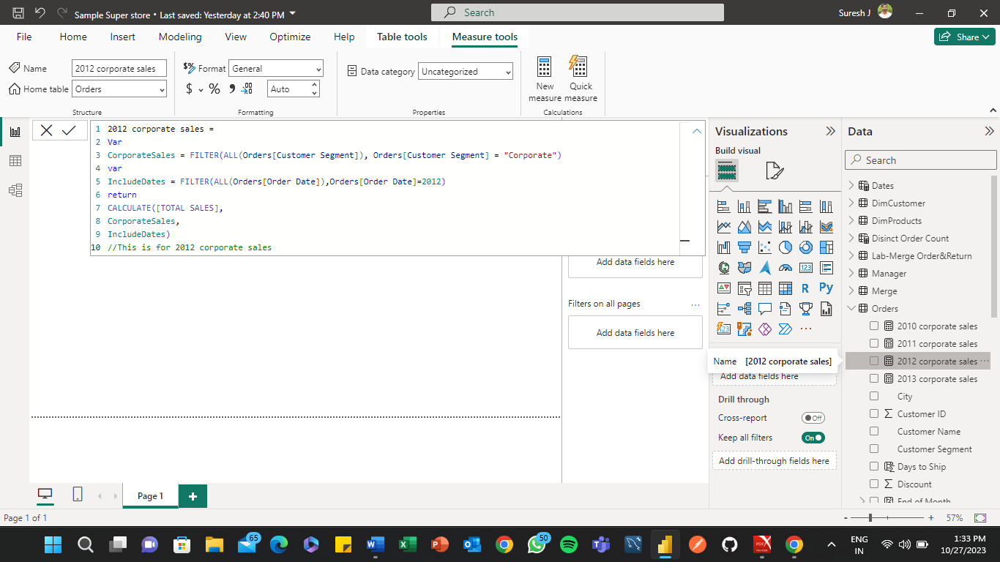 Sample Super store • Last saved: Yesterday at 2:40 PM
Search
Suresh J
File Home Insert Modeling View Optimize Help Table tools Measure tools
Share
Name 2012 corporate sales
Home table Orders
Structure
$% Format General
$ % Auto
Formatting
Data category Uncategorized
Properties
New measure
Quick measure
Calculations
1 2012 corporate sales =
2 Var
3 CorporateSales = FILTER(ALL(Orders[Customer Segment]), Orders[Customer Segment] = "Corporate")
4 var
5 IncludeDates = FILTER(ALL(Orders[Order Date]),Orders[Order Date]=2012)
6 return
7 CALCULATE([TOTAL SALES],
8 CorporateSales,
9 IncludeDates)
10 //This is for 2012 corporate sales
Add data fields here
Filters on all pages ...
Add data fields here
Visualizations
Build visual
123
R Py
123
...
Name [2012 corporate sales]
Add data fields here
Drill through
Cross-report Off
Keep all filters On
Add drill-through fields here
Data
Search
Dates
DimCustomer
DimProducts
Disinct Order Count
Lab-Merge Order&Return
Manager
Merge
Orders
2010 corporate sales
2011 corporate sales
2012 corporate sales ...
2013 corporate sales
City
Customer ID
Customer Name
Customer Segment
Days to Ship
Discount
End of Month
Page 1
+
Page 1 of 1
- + 57%
65
50
ENG
IN
1:33 PM
10/27/2023